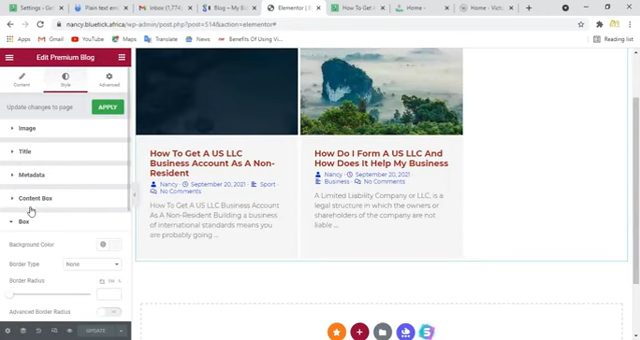 Settings - G
Plain text em
Inbox (1,774
Blog – My Bu
Elementor |
How To Get
Home -
Home - Vich
nancy.bluetick.africa/wp-admin/post.php?post=514&action=elementor#
Apps
Gmail
YouTube
Maps
Translate
News
Benefits Of Using Vi...
Reading list
Edit Premium Blog
Content
Style
Advanced
Update changes to page
APPLY
Image
Title
Metadata
Content Box
Box
Background Color
Border Type
None
Border Radius
PX EM %
Advanced Border Radius
UPDATE
How To Get A US LLC
Business Account As A Non-
Resident
Nancy
September 20, 2021
Sport
No Comments
How To Get A US LLC Business Account
As A Non-Resident Building a business
of international standards means you
are probably going ...
How Do I Form A US LLC And
How Does It Help My Business
Nancy
September 20, 2021
Business
No Comments
A Limited Liability Company or LLC, is a
legal structure in which the owners or
shareholders of the company are not
liable ...